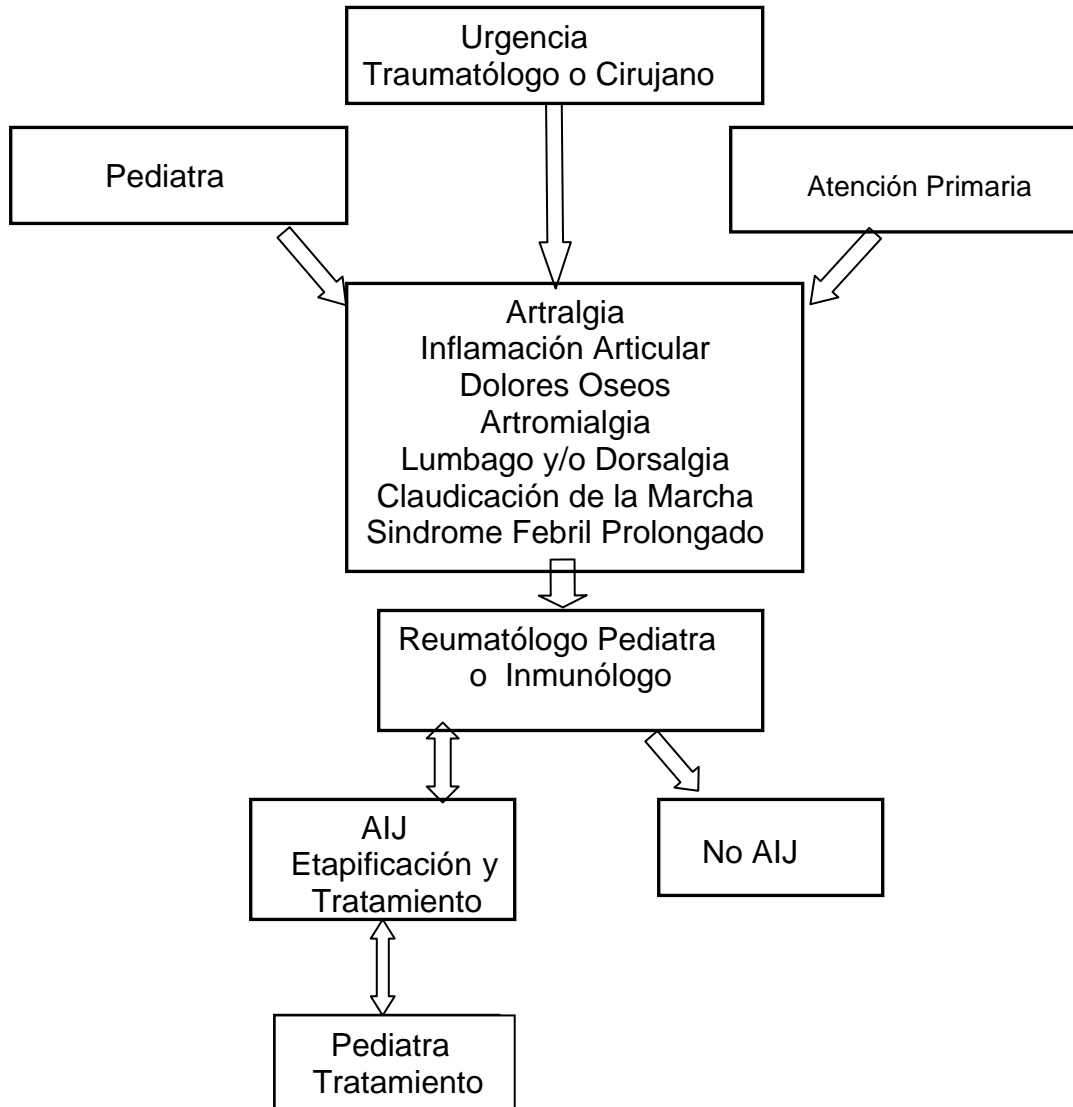 Urgencia
Traumatólogo o Cirujano
Pediatra
Atención Primaria
Artralgia
Inflamación Articular
Dolores Oseos
Artromialgia
Lumbago y/o Dorsalgia
Claudicación de la Marcha
Sindrome Febril Prolongado
Reumatólogo Pediatra
o Inmunólogo
AIJ
Etapificación y
Tratamiento
No AIJ
Pediatra
Tratamiento